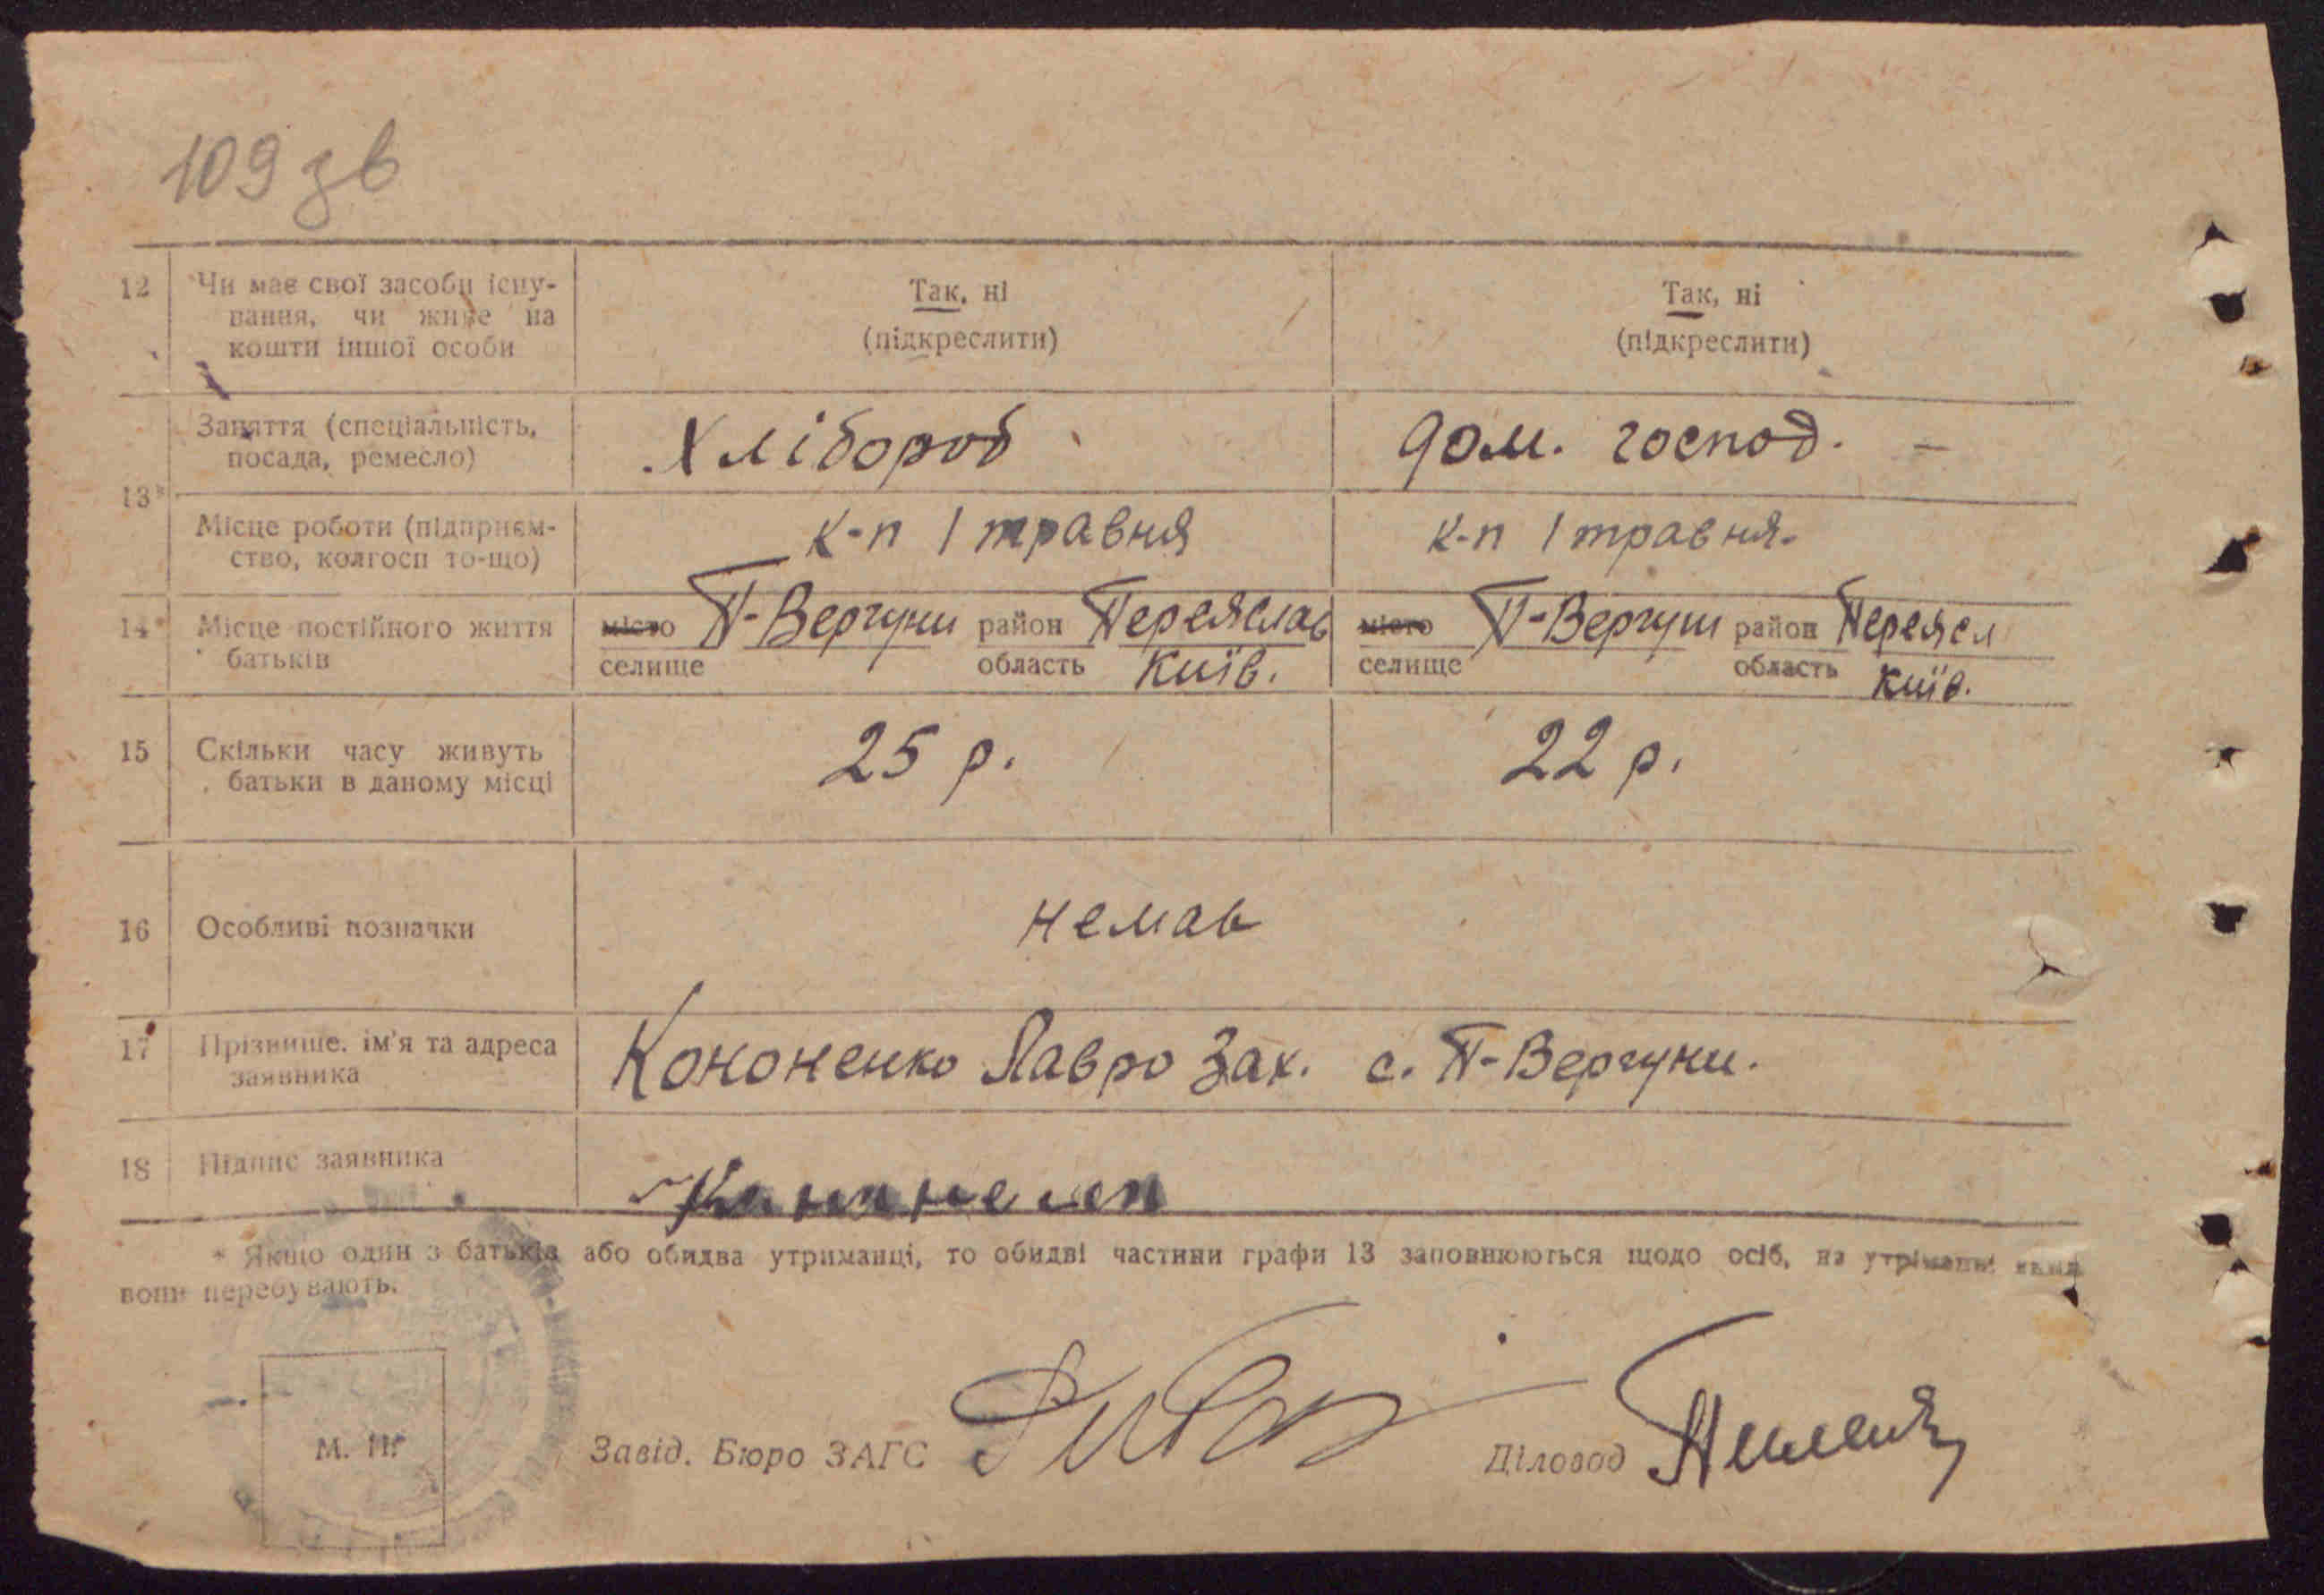 109 зв
12 Чи має свої засоби існу-
вання, чи живе на
кошти іншої особи
Так, ні
(підкреслити)
Так, ні
(підкреслити)
13* Заняття (спеціальність,
посада, ремесло)
Хлібороб
дом. господ. —
Місце роботи (підприєм-
ство, колгосп то-що)
к-п 1 травня
к-п 1 травня.
14* Місце постійного життя
батьків
місто
селище
П-Вергуни
район Переяслав
область Київ.
місто
селище
П-Вергуни
район Переясл
область Київ.
15 Скільки часу живуть
батьки в даному місці
25 р.
22 р.
16 Особливі позначки
немає
17 Прізвище, ім'я та адреса
заявника
Кононенко Лавро Зах. с. П-Вергуни.
18 Підпис заявника
* Якщо один з батьків або обидва утриманці, то обидві частини графи 13 заповнюються щодо осіб, на утриманні яких
вони перебувають.
М. П.
Завід. Бюро ЗАГС
Діловод